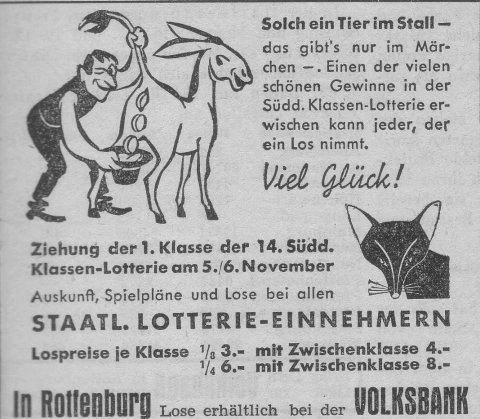 Solch ein Tier im Stall —
das gibt's nur im Mär-
chen —. Einen der vielen
schönen Gewinne in der
Südd. Klassen-Lotterie er-
wischen kann jeder, der
ein Los nimmt.
Viel Glück!
Ziehung der 1. Klasse der 14. Südd.
Klassen-Lotterie am 5./6. November
Auskunft, Spielpläne und Lose bei allen
STAATL. LOTTERIE-EINNEHMERN
Lospreise je Klasse 1/8 3.- mit Zwischenklasse 4.-
1/4 6.- mit Zwischenklasse 8.-
In Rottenburg Lose erhältlich bei der VOLKSBANK